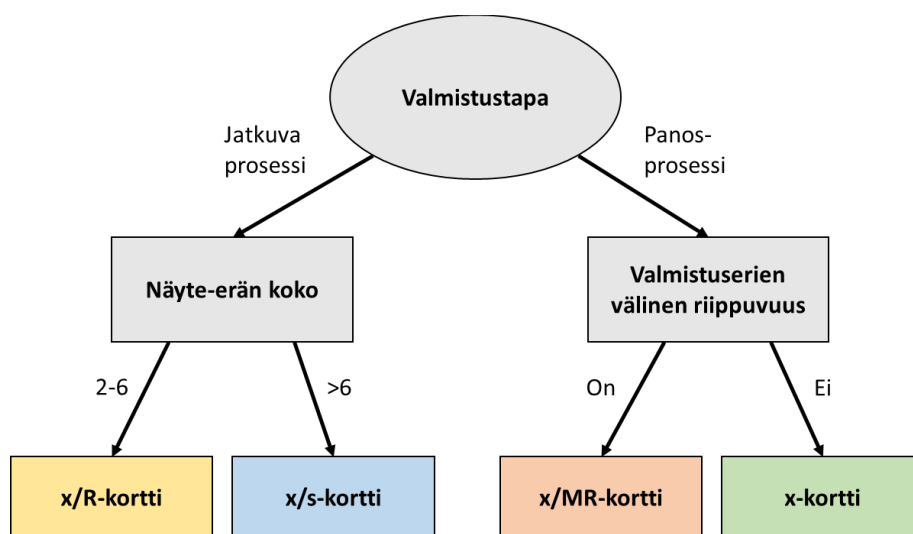 Valmistustapa
Jatkuva
prosessi
Panos-
prosessi
Näyte-erän koko
Valmistuserien
välinen riippuvuus
2-6
>6
On
Ei
x/R-kortti
x/s-kortti
x/MR-kortti
x-kortti